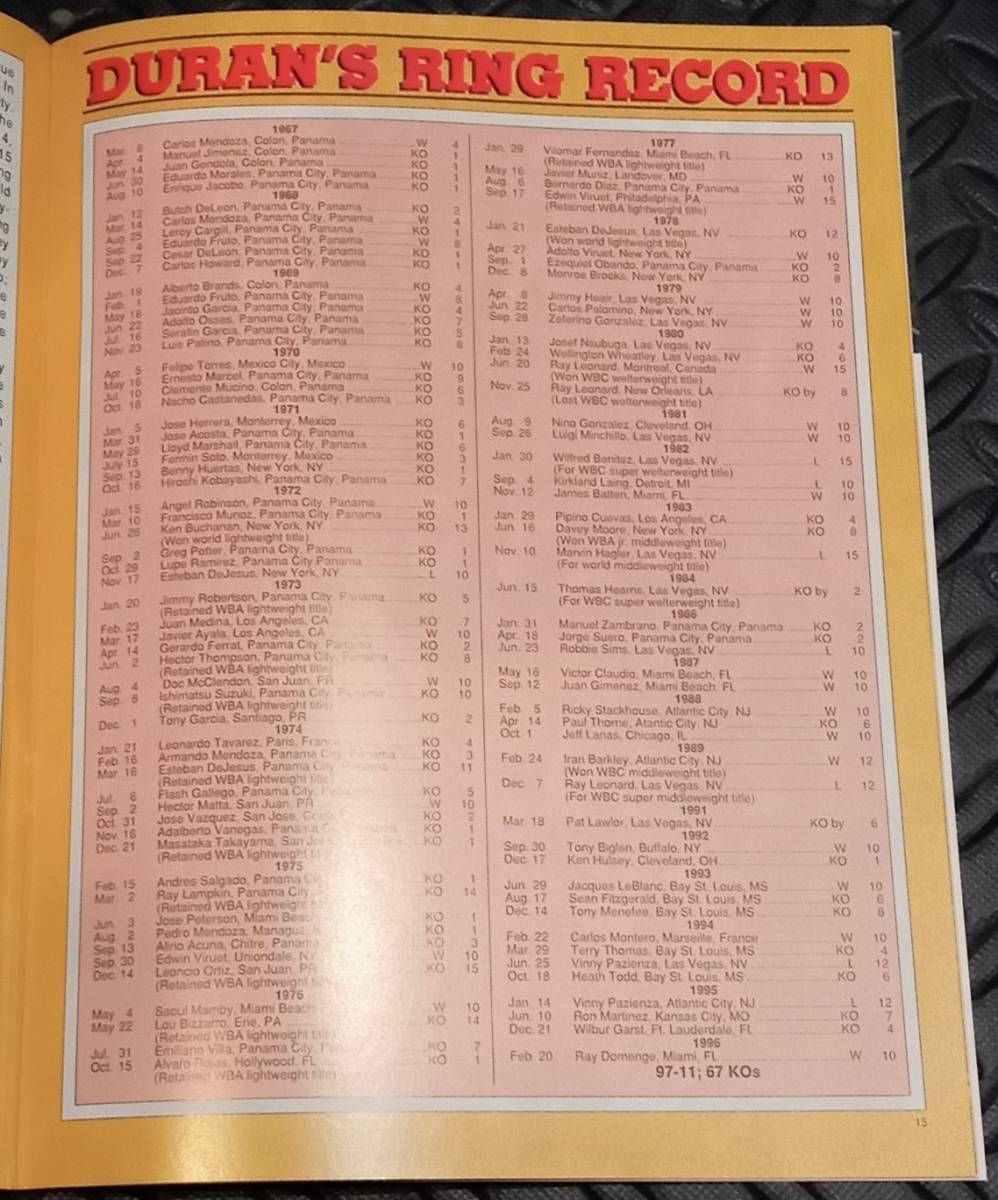 ue
In
ty.
he
4,
15
ng
ld
DURAN'S RING RECORD
1967
Mar. 8 Carlos Mendoza, Colon, Panama W 4
Apr. 4 Manuel Jimenez, Colon, Panama KO 1
May 14 Juan Gondola, Colon, Panama KO 1
Jun. 30 Eduardo Morales, Panama City, Panama KO 1
Aug. 10 Enrique Jacobo, Panama City, Panama KO 1
1968
Jan. 12 Butch DeLeon, Panama City, Panama KO 2
Mar. 14 Carlos Mendoza, Panama City, Panama W 4
Aug. 25 Leroy Cargill, Panama City, Panama KO 1
Sep. 4 Eduardo Fruto, Panama City, Panama W 8
Sep. 22 Cesar DeLeon, Panama City, Panama KO 1
Dec. 7 Carlos Howard, Panama City, Panama KO 1
1969
Jan. 19 Alberto Brands, Colon, Panama KO 4
Feb. 1 Eduardo Fruto, Panama City, Panama W 8
May 18 Jacinto Garcia, Panama City, Panama KO 4
Jun. 22 Adolfo Osses, Panama City, Panama KO 7
Jul. 16 Serafin Garcia, Panama City, Panama KO 5
Nov. 23 Luis Patino, Panama City, Panama KO 8
1970
Apr. 5 Felipe Torres, Mexico City, Mexico W 10
May 16 Ernesto Marcel, Panama City, Panama KO 9
Jul. 10 Clemente Mucino, Colon, Panama KO 6
Oct. 18 Nacho Castanedas, Panama City, Panama KO 3
1971
Jan. 5 Jose Herrera, Monterrey, Mexico KO 6
Mar. 31 Jose Acosta, Panama City, Panama KO 1
May 29 Lloyd Marshall, Panama City, Panama KO 6
July 15 Fermin Soto, Monterrey, Mexico KO 3
Sep. 13 Benny Huertas, New York, NY KO 1
Oct. 16 Hiroshi Kobayashi, Panama City, Panama KO 7
1972
Jan. 15 Angel Robinson, Panama City, Panama W 10
Mar. 10 Francisco Munoz, Panama City, Panama KO 1
Jun. 26 Ken Buchanan, New York, NY KO 13
(Won world lightweight title)
Sep. 2 Greg Potter, Panama City, Panama KO 1
Oct. 29 Lupe Ramirez, Panama City,Panama KO 1
Nov. 17 Esteban DeJesus, New York, NY L 10
1973
Jan. 20 Jimmy Robertson, Panama City, Panama KO 5
(Retained WBA lightweight title)
Feb. 23 Juan Medina, Los Angeles, CA KO 7
Mar. 17 Javier Ayala, Los Angeles, CA W 10
Apr. 14 Gerardo Ferrat, Panama City, Panama KO 2
Jun. 2 Hector Thompson, Panama City, Panama KO 8
(Retained WBA lightweight title)
Aug. 4 Doc McClendon, San Juan, PR W 10
Sep. 8 Ishimatsu Suzuki, Panama City, Panama KO 10
(Retained WBA lightweight title)
Dec. 1 Tony Garcia, Santiago, PR KO 2
1974
Jan. 21 Leonardo Tavarez, Paris, France KO 4
Feb. 16 Armando Mendoza, Panama City, Panama KO 3
Mar. 16 Esteban DeJesus, Panama City, Panama KO 11
(Retained WBA lightweight title)
Jul. 6 Flash Gallego, Panama City, KO 5
Sep. 2 Hector Matta, San Juan, PR W 10
Oct. 31 Jose Vazquez, San Jose, KO 2
Nov. 16 Adalberto Vanegas, Panama KO 1
Dec. 21 Masataka Takayama, San KO 1
(Retained WBA lightweight
1975
Feb. 15 Andres Salgado, Panama KO 1
Mar. 2 Ray Lampkin, Panama City, KO 14
(Retained WBA lightweight
Jun. 3 Jose Peterson, Miami Beach KO 1
Aug. 2 Pedro Mendoza, Managua, KO 1
Sep. 13 Alirio Acuna, Chitre, Panama KO 3
Sep. 30 Edwin Viruet, Uniondale, NY W 10
Dec. 14 Leoncio Ortiz, San Juan, PR KO 15
(Retained WBA lightweight
1976
May 4 Saoul Mamby, Miami Beach W 10
May 22 Lou Bizzarro, Erie, PA KO 14
(Retained WBA lightweight title)
Jul. 31 Emiliano Villa, Panama City, KO 7
Oct. 15 Alvaro Rojas, Hollywood, FL KO 1
(Retained WBA lightweight title)
1977
Jan. 29 Vilomar Fernandez, Miami Beach, FL KO 13
(Retained WBA lightweight title)
May 16 Javier Muniz, Landover, MD W 10
Aug. 6 Bernardo Diaz, Panama City, Panama KO 1
Sep. 17 Edwin Viruet, Philadelphia, PA W 15
(Retained WBA lightweight title)
1978
Jan. 21 Esteban DeJesus, Las Vegas, NV KO 12
(Won world lightweight title)
Apr. 27 Adolfo Viruet, New York, NY W 10
Sep. 1 Ezequiel Obando, Panama City, Panama KO 2
Dec. 8 Monroe Brooks, New York, NY KO 8
1979
Apr. 8 Jimmy Heair, Las Vegas, NV W 10
Jun. 22 Carlos Palomino, New York, NY W 10
Sep. 28 Zeferino Gonzalez, Las Vegas, NV W 10
1980
Jan. 13 Josef Nsubuga, Las Vegas, NV KO 4
Feb. 24 Wellington Wheatley, Las Vegas, NV KO 6
Jun. 20 Ray Leonard, Montreal, Canada W 15
(Won WBC welterweight title)
Nov. 25 Ray Leonard, New Orleans, LA KO by 8
(Lost WBC welterweight title)
1981
Aug. 9 Nino Gonzalez, Cleveland, OH W 10
Sep. 26 Luigi Minchillo, Las Vegas, NV W 10
1982
Jan. 30 Wilfred Benitez, Las Vegas, NV L 15
(For WBC super welterweight title)
Sep. 4 Kirkland Laing, Detroit, MI L 10
Nov. 12 James Batten, Miami, FL W 10
1983
Jan. 29 Pipino Cuevas, Los Angeles, CA KO 4
Jun. 16 Davey Moore, New York, NY KO 8
(Won WBA jr. middleweight title)
Nov. 10 Marvin Hagler, Las Vegas, NV L 15
(For world middleweight title)
1984
Jun. 15 Thomas Hearns, Las Vegas, NV KO by 2
(For WBC super welterweight title)
1986
Jan. 31 Manuel Zambrano, Panama City, Panama KO 2
Apr. 18 Jorge Suero, Panama City, Panama KO 2
Jun. 23 Robbie Sims, Las Vegas, NV L 10
1987
May 16 Victor Claudio, Miami Beach, FL W 10
Sep. 12 Juan Gimenez, Miami Beach, FL W 10
1988
Feb. 5 Ricky Stackhouse, Atlantic City, NJ W 10
Apr. 14 Paul Thorne, Atantic City, NJ KO 6
Oct. 1 Jeff Lanas, Chicago, IL W 10
1989
Feb. 24 Iran Barkley, Atlantic City, NJ W 12
(Won WBC middleweight title)
Dec. 7 Ray Leonard, Las Vegas, NV L 12
(For WBC super middleweight title)
1991
Mar. 18 Pat Lawlor, Las Vegas, NV KO by 6
1992
Sep. 30 Tony Biglen, Buffalo, NY W 10
Dec. 17 Ken Hulsey, Cleveland, OH KO 1
1993
Jun. 29 Jacques LeBlanc, Bay St. Louis, MS W 10
Aug. 17 Sean Fitzgerald, Bay St. Louis, MS KO 6
Dec. 14 Tony Menefee, Bay St. Louis, MS KO 8
1994
Feb. 22 Carlos Montero, Marseille, France W 10
Mar. 29 Terry Thomas, Bay St. Louis, MS KO 4
Jun. 25 Vinny Pazienza, Las Vegas, NV L 12
Oct. 18 Heath Todd, Bay St. Louis, MS KO 6
1995
Jan. 14 Vinny Pazienza, Atlantic City, NJ L 12
Jun. 10 Ron Martinez, Kansas City, MO KO 7
Dec. 21 Wilbur Garst, Ft. Lauderdale, FL KO 4
1996
Feb. 20 Ray Domenge, Miami, FL W 10
97-11; 67 KOs
15